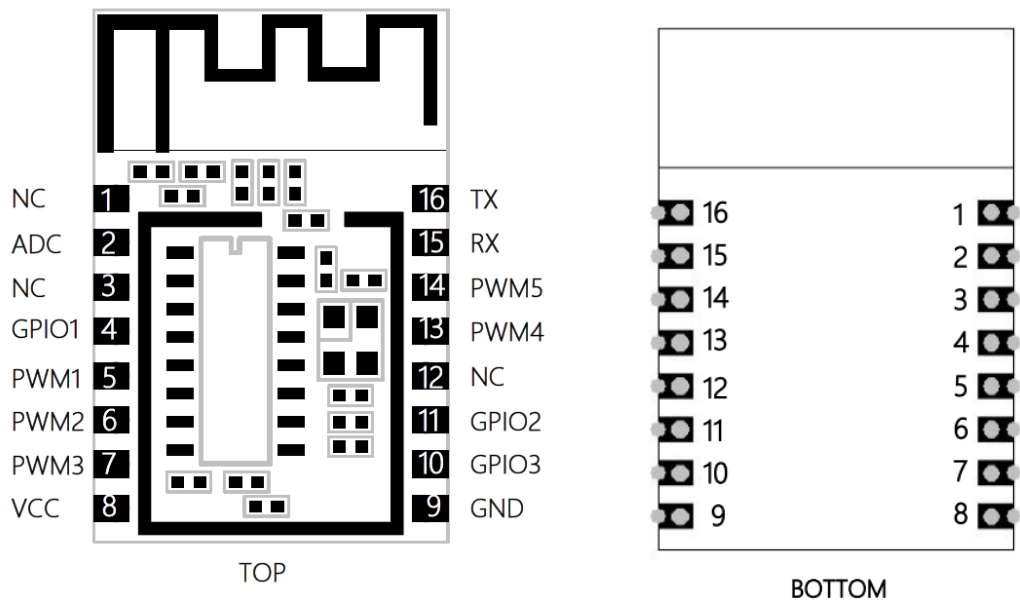 NC 1 16 TX
ADC 2 15 RX
NC 3 14 PWM5
GPIO1 4 13 PWM4
PWM1 5 12 NC
PWM2 6 11 GPIO2
PWM3 7 10 GPIO3
VCC 8 9 GND
TOP
16 1
15 2
14 3
13 4
12 5
11 6
10 7
9 8
BOTTOM